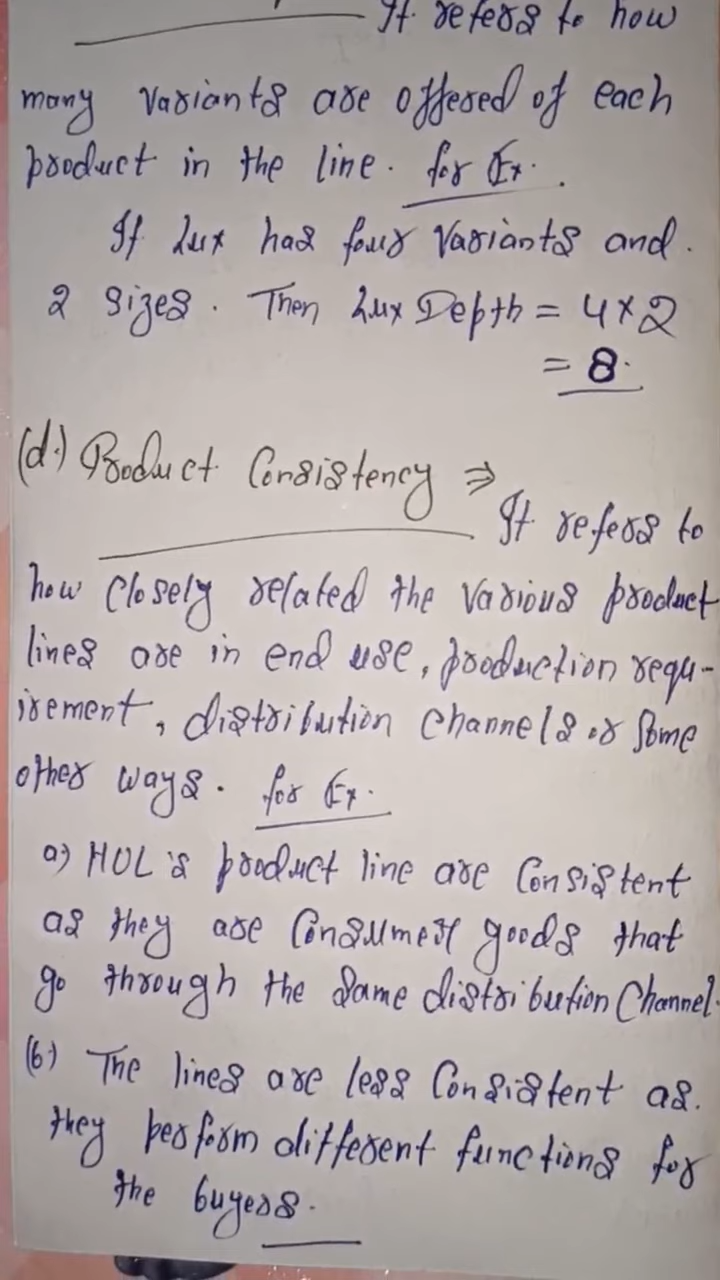 It refers to how
many variants are offered of each
product in the line. for Ex.
If Lux has four variants and
2 sizes. Then Lux Depth = 4 x 2
= 8.
(d.) Product Consistency ⇒
It refers to
how closely related the various product
lines are in end use, production requ-
irement, distribution channels or some
other ways. for Ex.
a) HUL's product line are Consistent
as they are Consumer goods that
go through the same distribution Channel.
(b) The lines are less Consistent as.
they perform different functions for
the buyers.